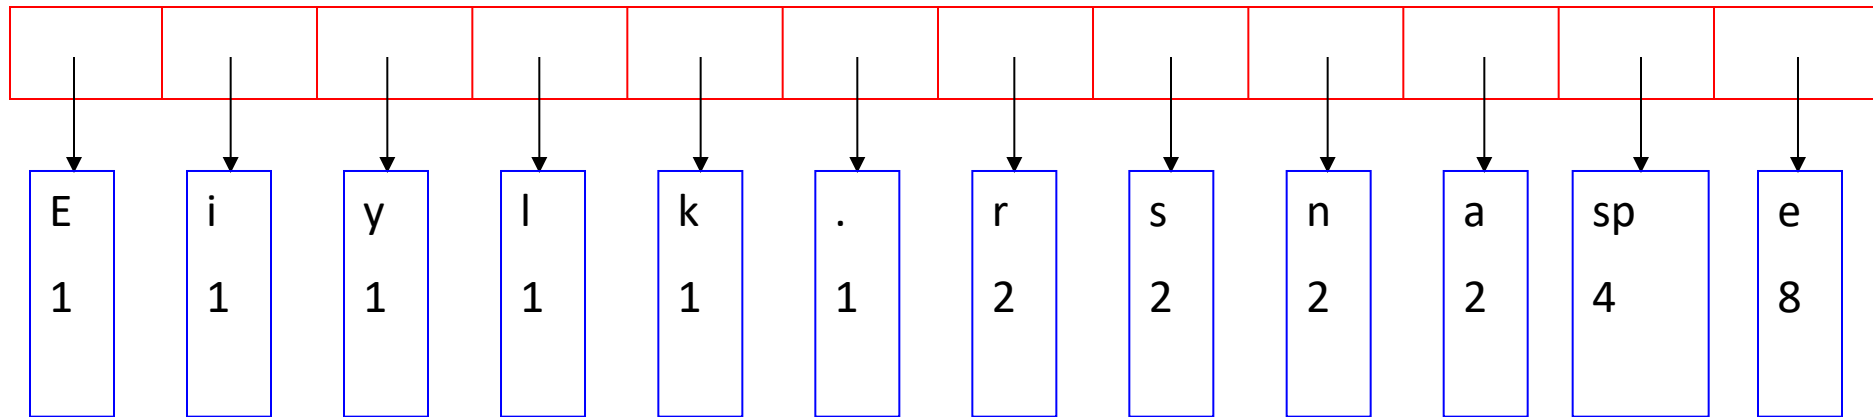 E i y l k . r s n a sp e
1 1 1 1 1 1 2 2 2 2 4 8